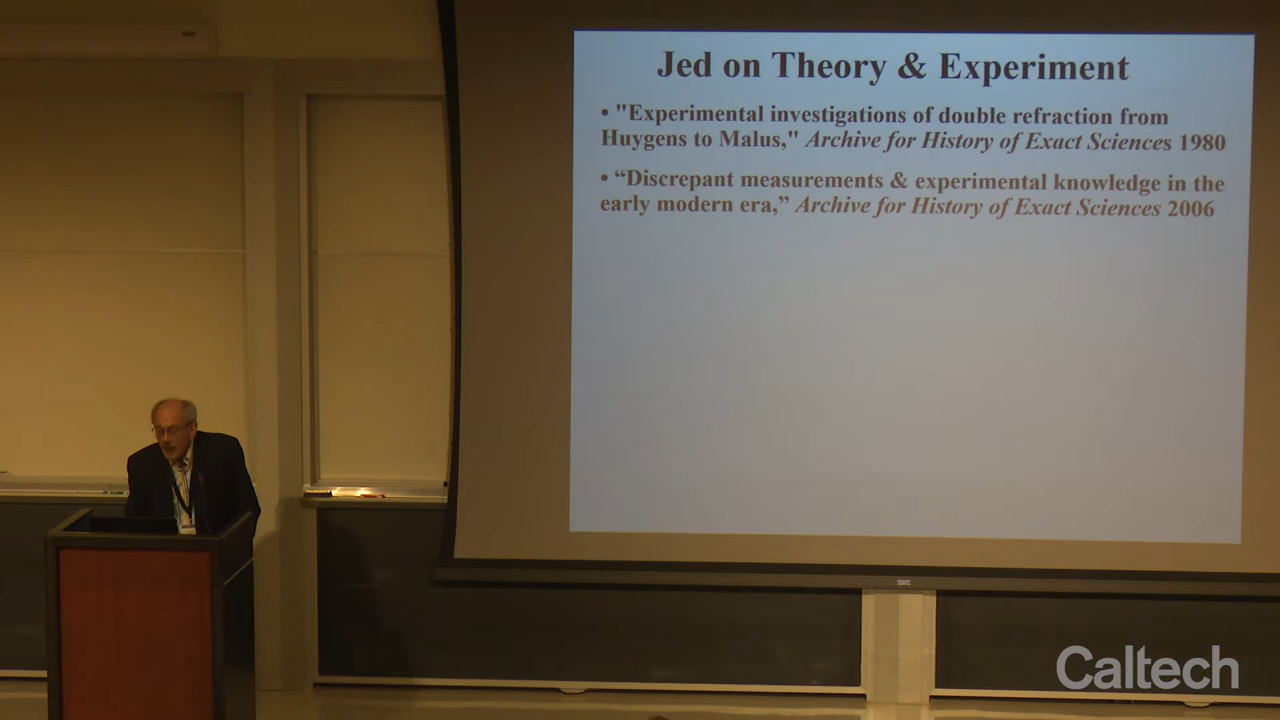 Jed on Theory & Experiment
• "Experimental investigations of double refraction from
Huygens to Malus," Archive for History of Exact Sciences 1980
• “Discrepant measurements & experimental knowledge in the
early modern era,” Archive for History of Exact Sciences 2006
Caltech